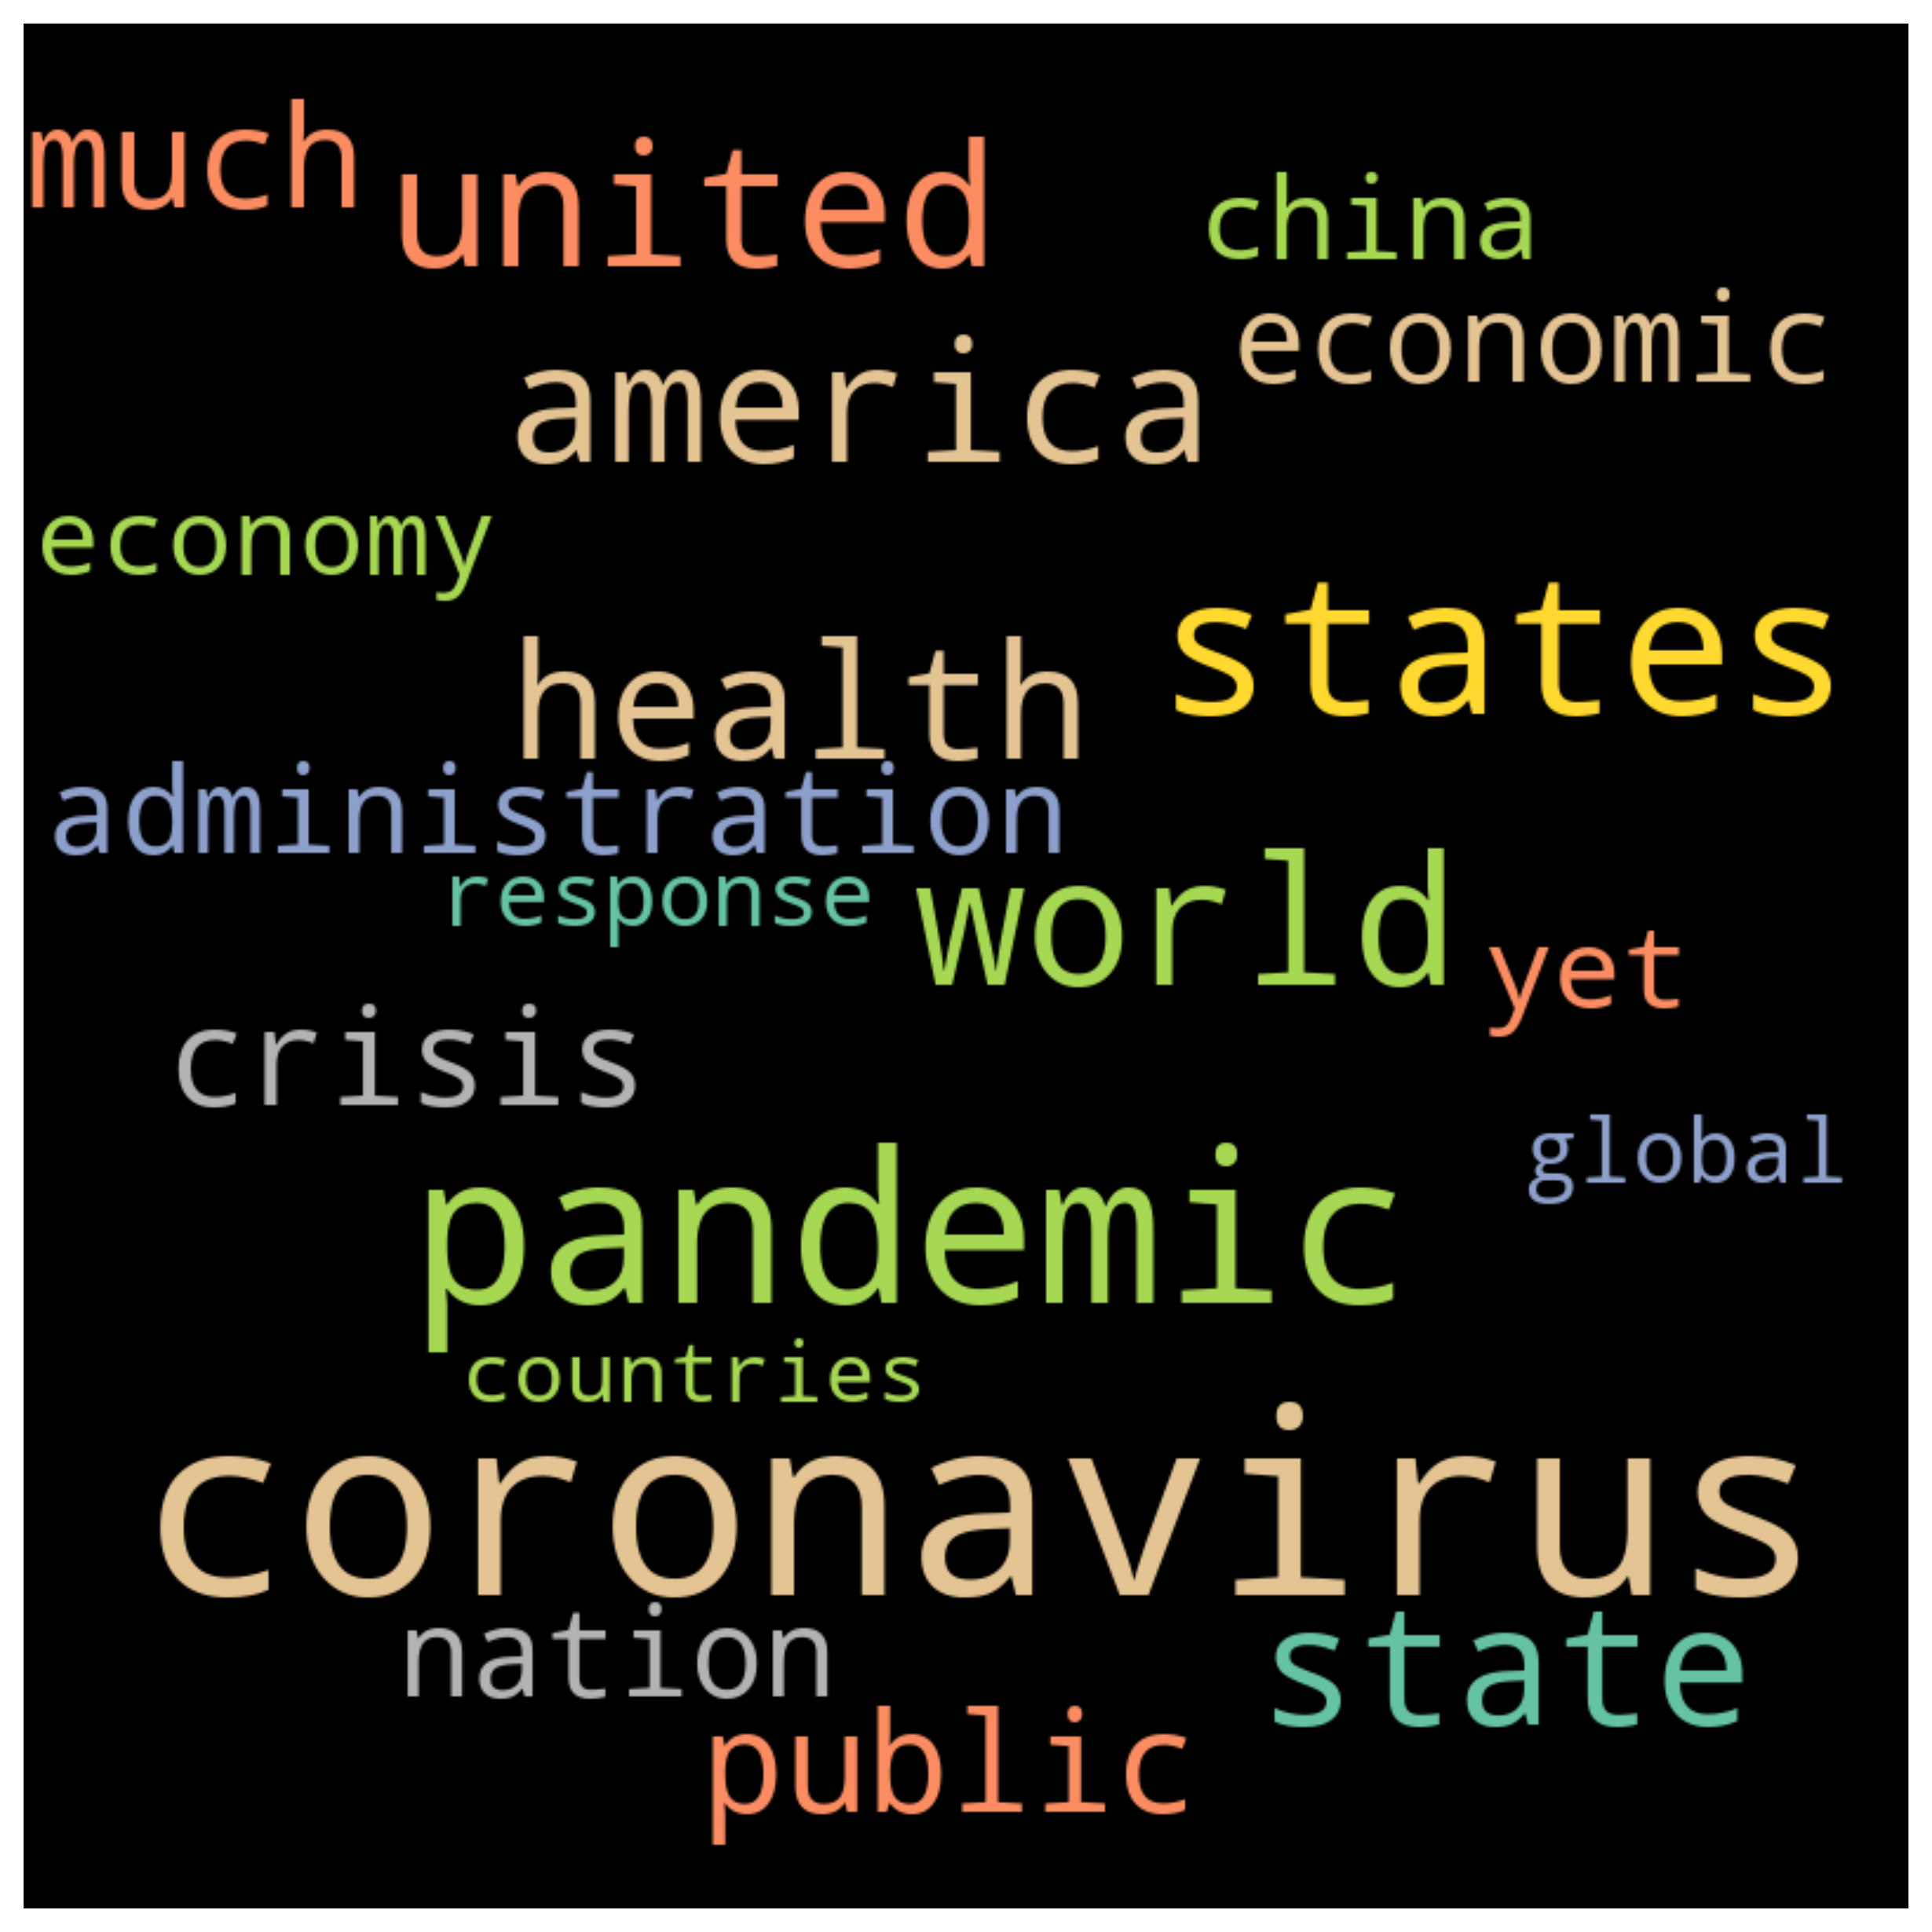 much
united
china
economic
america
economy
states
health
administration
response
world
yet
crisis
global
pandemic
countries
coronavirus
nation
state
public